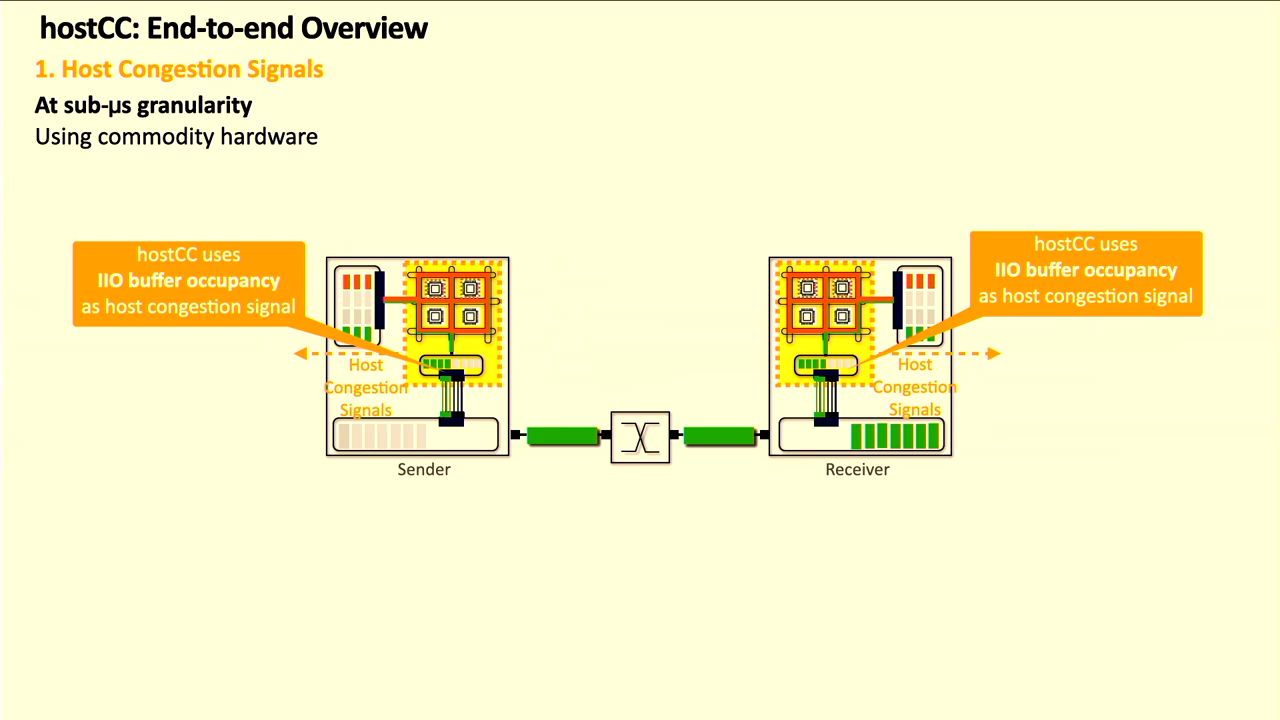 hostCC: End-to-end Overview
1. Host Congestion Signals
At sub-μs granularity
Using commodity hardware
hostCC uses
IIO buffer occupancy
as host congestion signal
hostCC uses
IIO buffer occupancy
as host congestion signal
Host
Congestion
Signals
Host
Congestion
Signals
Sender
Receiver